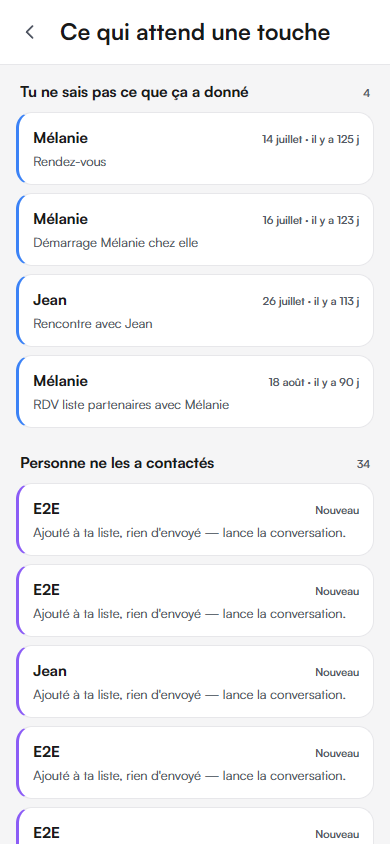 Ce qui attend une touche
Tu ne sais pas ce que ça a donné 4
Mélanie 14 juillet · il y a 125 j
Rendez-vous
Mélanie 16 juillet · il y a 123 j
Démarrage Mélanie chez elle
Jean 26 juillet · il y a 113 j
Rencontre avec Jean
Mélanie 18 août · il y a 90 j
RDV liste partenaires avec Mélanie
Personne ne les a contactés 34
E2E Nouveau
Ajouté à ta liste, rien d'envoyé — lance la conversation.
E2E Nouveau
Ajouté à ta liste, rien d'envoyé — lance la conversation.
Jean Nouveau
Ajouté à ta liste, rien d'envoyé — lance la conversation.
E2E Nouveau
Ajouté à ta liste, rien d'envoyé — lance la conversation.
E2E Nouveau